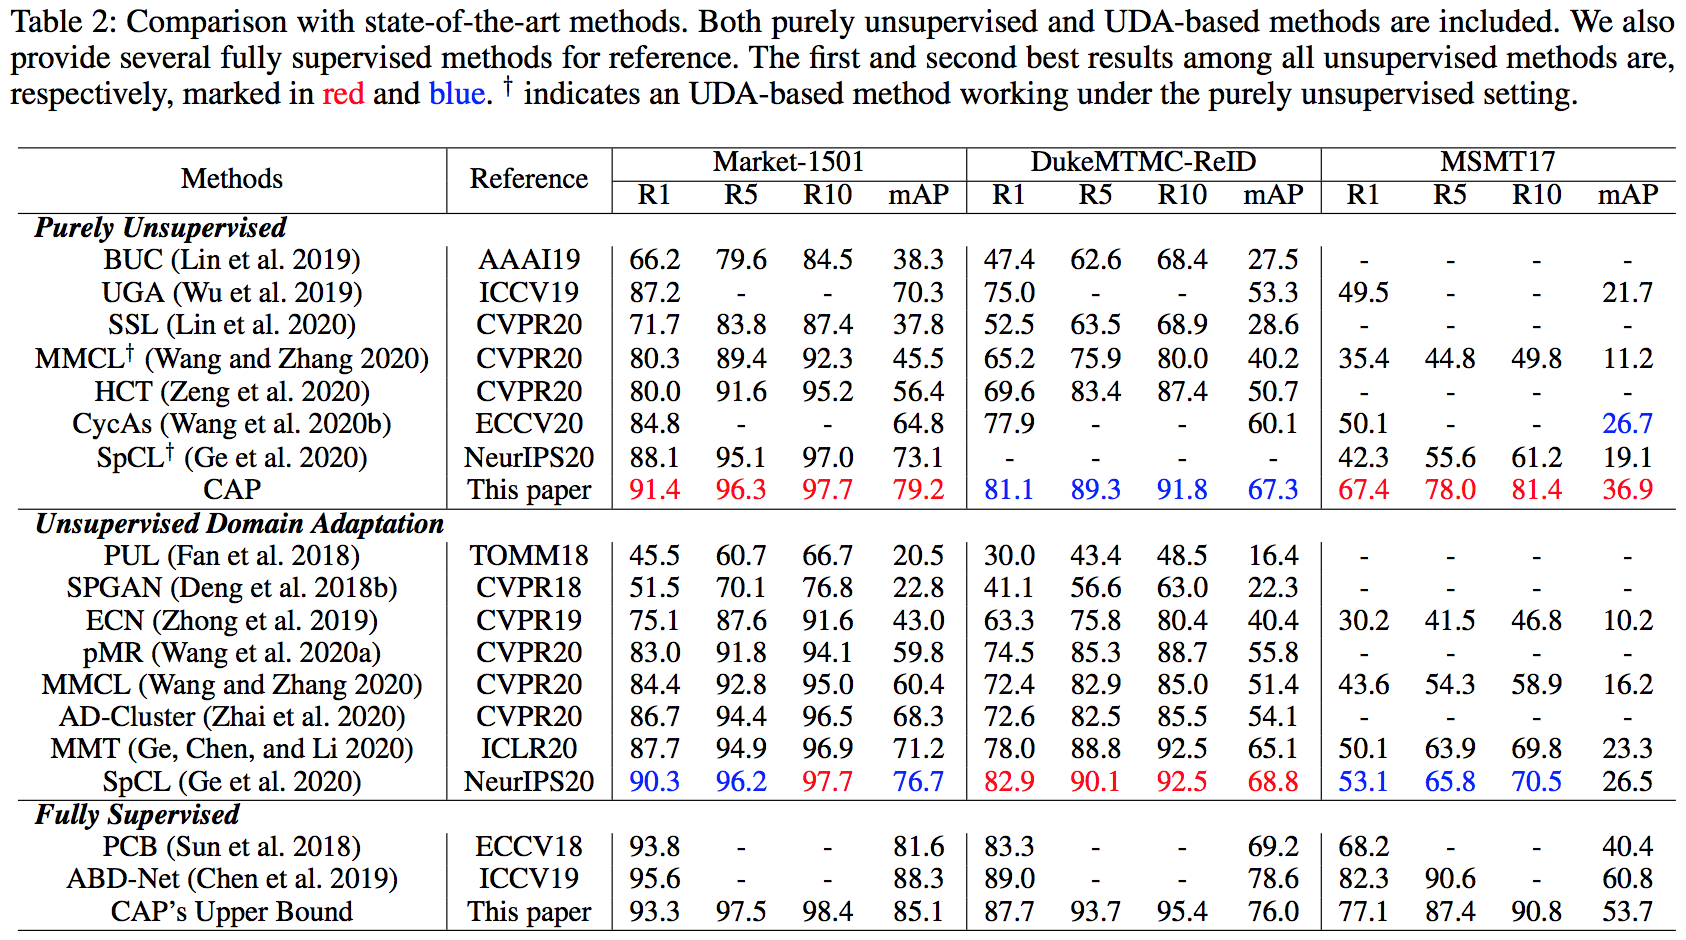 Table 2: Comparison with state-of-the-art methods. Both purely unsupervised and UDA-based methods are included. We also
provide several fully supervised methods for reference. The first and second best results among all unsupervised methods are,
respectively, marked in red and blue. † indicates an UDA-based method working under the purely unsupervised setting.
Methods Reference Market-1501 DukeMTMC-ReID MSMT17
R1 R5 R10 mAP R1 R5 R10 mAP R1 R5 R10 mAP
Purely Unsupervised
BUC (Lin et al. 2019) AAAI19 66.2 79.6 84.5 38.3 47.4 62.6 68.4 27.5 - - - -
UGA (Wu et al. 2019) ICCV19 87.2 - - 70.3 75.0 - - 53.3 49.5 - - 21.7
SSL (Lin et al. 2020) CVPR20 71.7 83.8 87.4 37.8 52.5 63.5 68.9 28.6 - - - -
MMCL† (Wang and Zhang 2020) CVPR20 80.3 89.4 92.3 45.5 65.2 75.9 80.0 40.2 35.4 44.8 49.8 11.2
HCT (Zeng et al. 2020) CVPR20 80.0 91.6 95.2 56.4 69.6 83.4 87.4 50.7 - - - -
CycAs (Wang et al. 2020b) ECCV20 84.8 - - 64.8 77.9 - - 60.1 50.1 - - 26.7
SpCL† (Ge et al. 2020) NeurIPS20 88.1 95.1 97.0 73.1 - - - - 42.3 55.6 61.2 19.1
CAP This paper 91.4 96.3 97.7 79.2 81.1 89.3 91.8 67.3 67.4 78.0 81.4 36.9
Unsupervised Domain Adaptation
PUL (Fan et al. 2018) TOMM18 45.5 60.7 66.7 20.5 30.0 43.4 48.5 16.4 - - - -
SPGAN (Deng et al. 2018b) CVPR18 51.5 70.1 76.8 22.8 41.1 56.6 63.0 22.3 - - - -
ECN (Zhong et al. 2019) CVPR19 75.1 87.6 91.6 43.0 63.3 75.8 80.4 40.4 30.2 41.5 46.8 10.2
pMR (Wang et al. 2020a) CVPR20 83.0 91.8 94.1 59.8 74.5 85.3 88.7 55.8 - - - -
MMCL (Wang and Zhang 2020) CVPR20 84.4 92.8 95.0 60.4 72.4 82.9 85.0 51.4 43.6 54.3 58.9 16.2
AD-Cluster (Zhai et al. 2020) CVPR20 86.7 94.4 96.5 68.3 72.6 82.5 85.5 54.1 - - - -
MMT (Ge, Chen, and Li 2020) ICLR20 87.7 94.9 96.9 71.2 78.0 88.8 92.5 65.1 50.1 63.9 69.8 23.3
SpCL (Ge et al. 2020) NeurIPS20 90.3 96.2 97.7 76.7 82.9 90.1 92.5 68.8 53.1 65.8 70.5 26.5
Fully Supervised
PCB (Sun et al. 2018) ECCV18 93.8 - - 81.6 83.3 - - 69.2 68.2 - - 40.4
ABD-Net (Chen et al. 2019) ICCV19 95.6 - - 88.3 89.0 - - 78.6 82.3 90.6 - 60.8
CAP's Upper Bound This paper 93.3 97.5 98.4 85.1 87.7 93.7 95.4 76.0 77.1 87.4 90.8 53.7